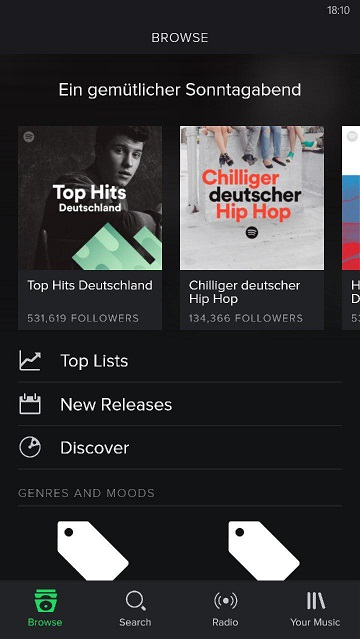 18:10
BROWSE
Ein gemütlicher Sonntagabend
Top Hits
Deutschland
Chilliger
deutscher
Hip Hop
Top Hits Deutschland
531,619 FOLLOWERS
Chilliger deutscher
Hip Hop
134,366 FOLLOWERS
H
D
Top Lists
New Releases
Discover
GENRES AND MOODS
Browse
Search
Radio
Your Music